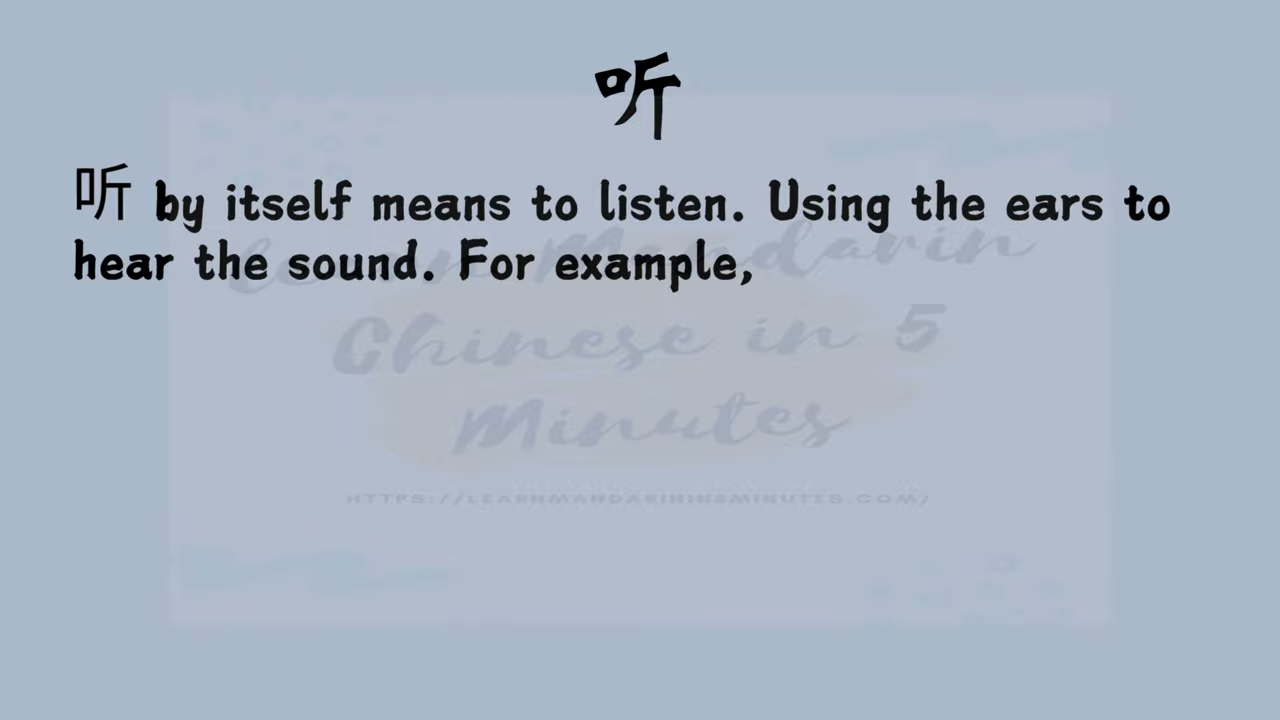 听
听 by itself means to listen. Using the ears to
hear the sound. For example,
Learn Mandarin
Chinese in 5
Minutes
HTTPS://LEARNMANDARININ5MINUTES.COM/